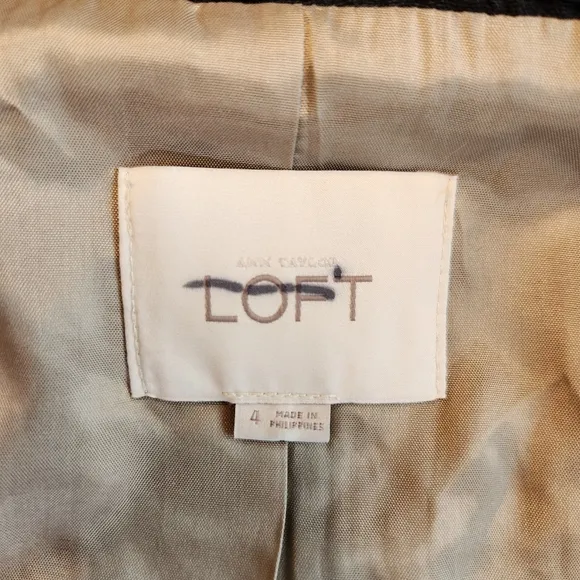 ANN TAYLOR
LOFT
4 MADE IN
PHILIPPINES